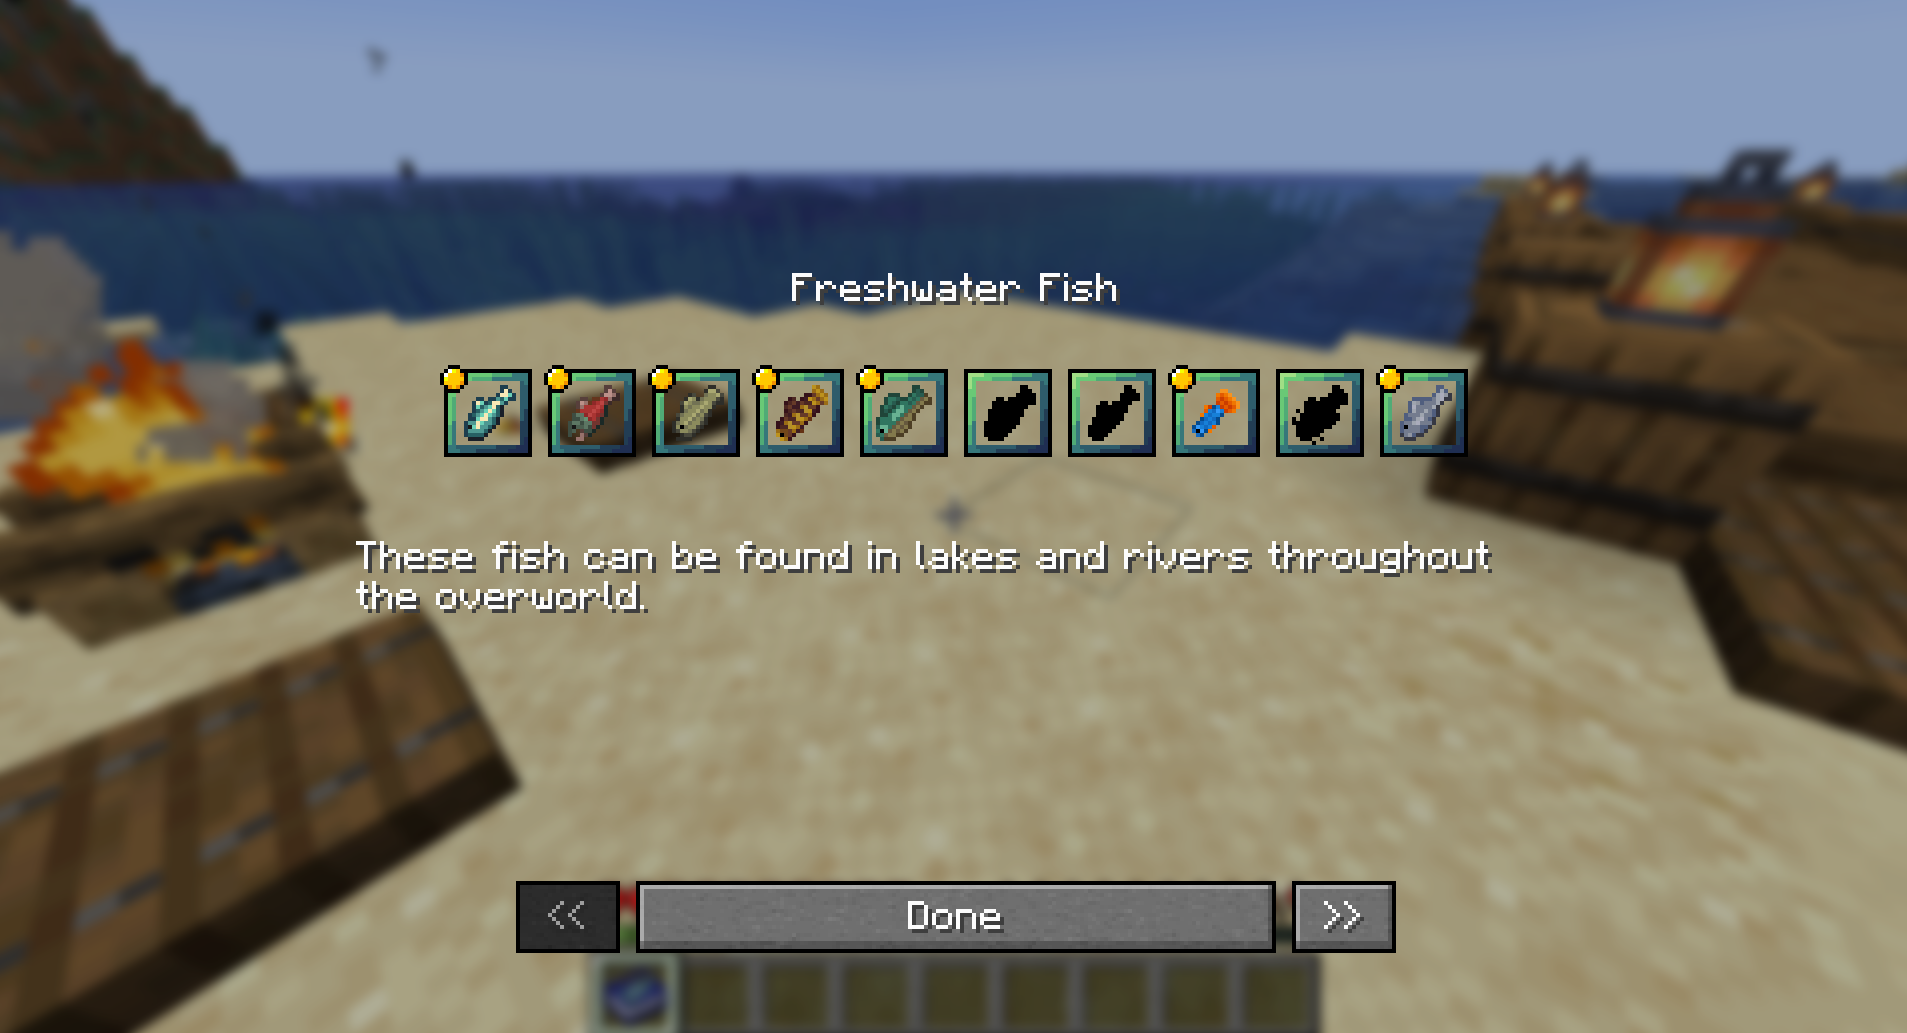 Freshwater Fish
These fish can be found in lakes and rivers throughout
the overworld.
<< Done >>